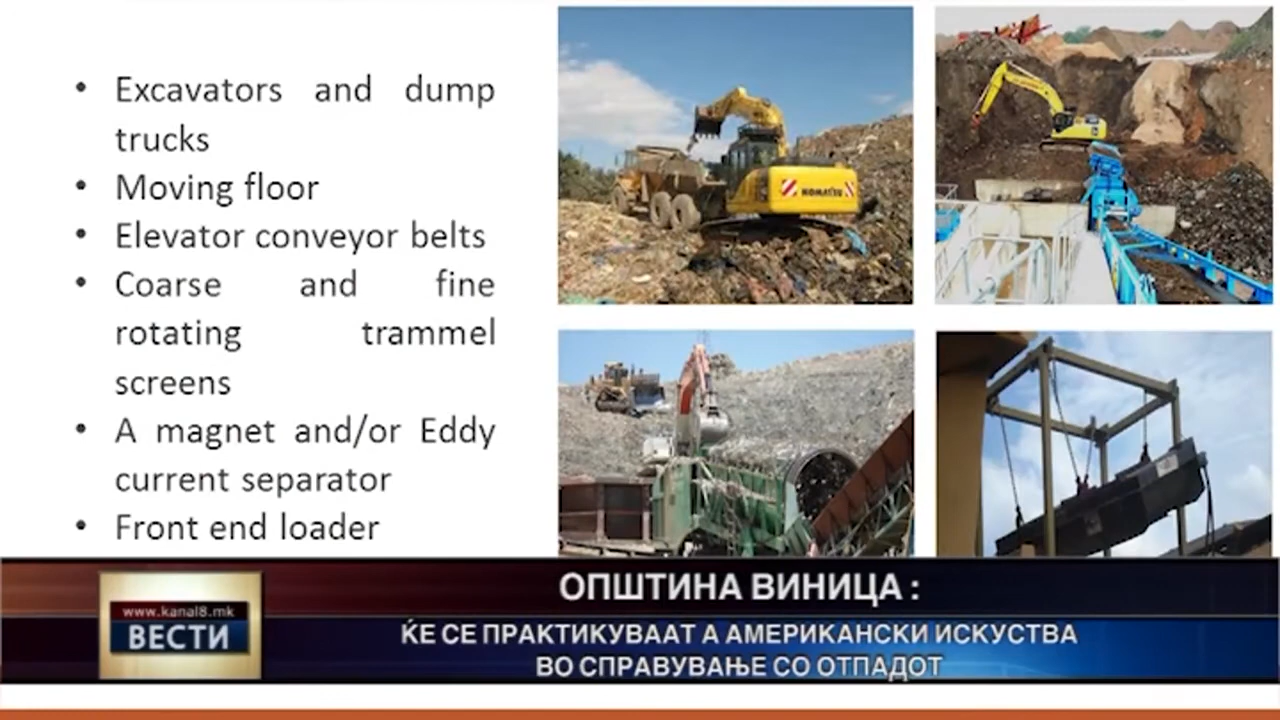 • Excavators and dump
trucks
• Moving floor
• Elevator conveyor belts
• Coarse and fine
rotating trammel
screens
• A magnet and/or Eddy
current separator
• Front end loader
KOMATSU
ОПШТИНА ВИНИЦА :
www.kanal8.mk
ВЕСТИ
ЌЕ СЕ ПРАКТИКУВААТ А АМЕРИКАНСКИ ИСКУСТВА
ВО СПРАВУВАЊЕ СО ОТПАДОТ